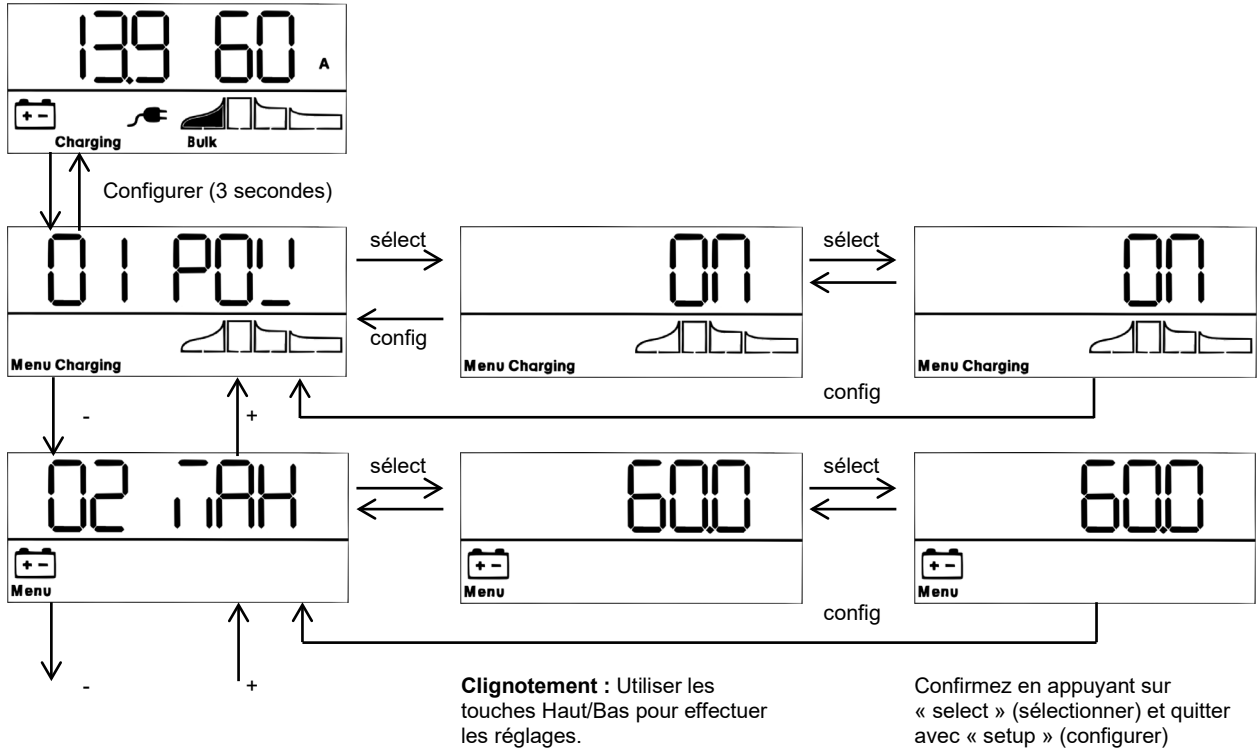 13.9 60 A
+ -
Charging Bulk
Configurer (3 secondes)
01 POW
sélect
ON
sélect
ON
config
Menu Charging
Menu Charging
Menu Charging
config
-
+
02 MAH
sélect
60.0
sélect
60.0
+ -
+ -
+ -
Menu
Menu
Menu
config
-
+
Clignotement : Utiliser les
touches Haut/Bas pour effectuer
les réglages.
Confirmez en appuyant sur
« select » (sélectionner) et quitter
avec « setup » (configurer)